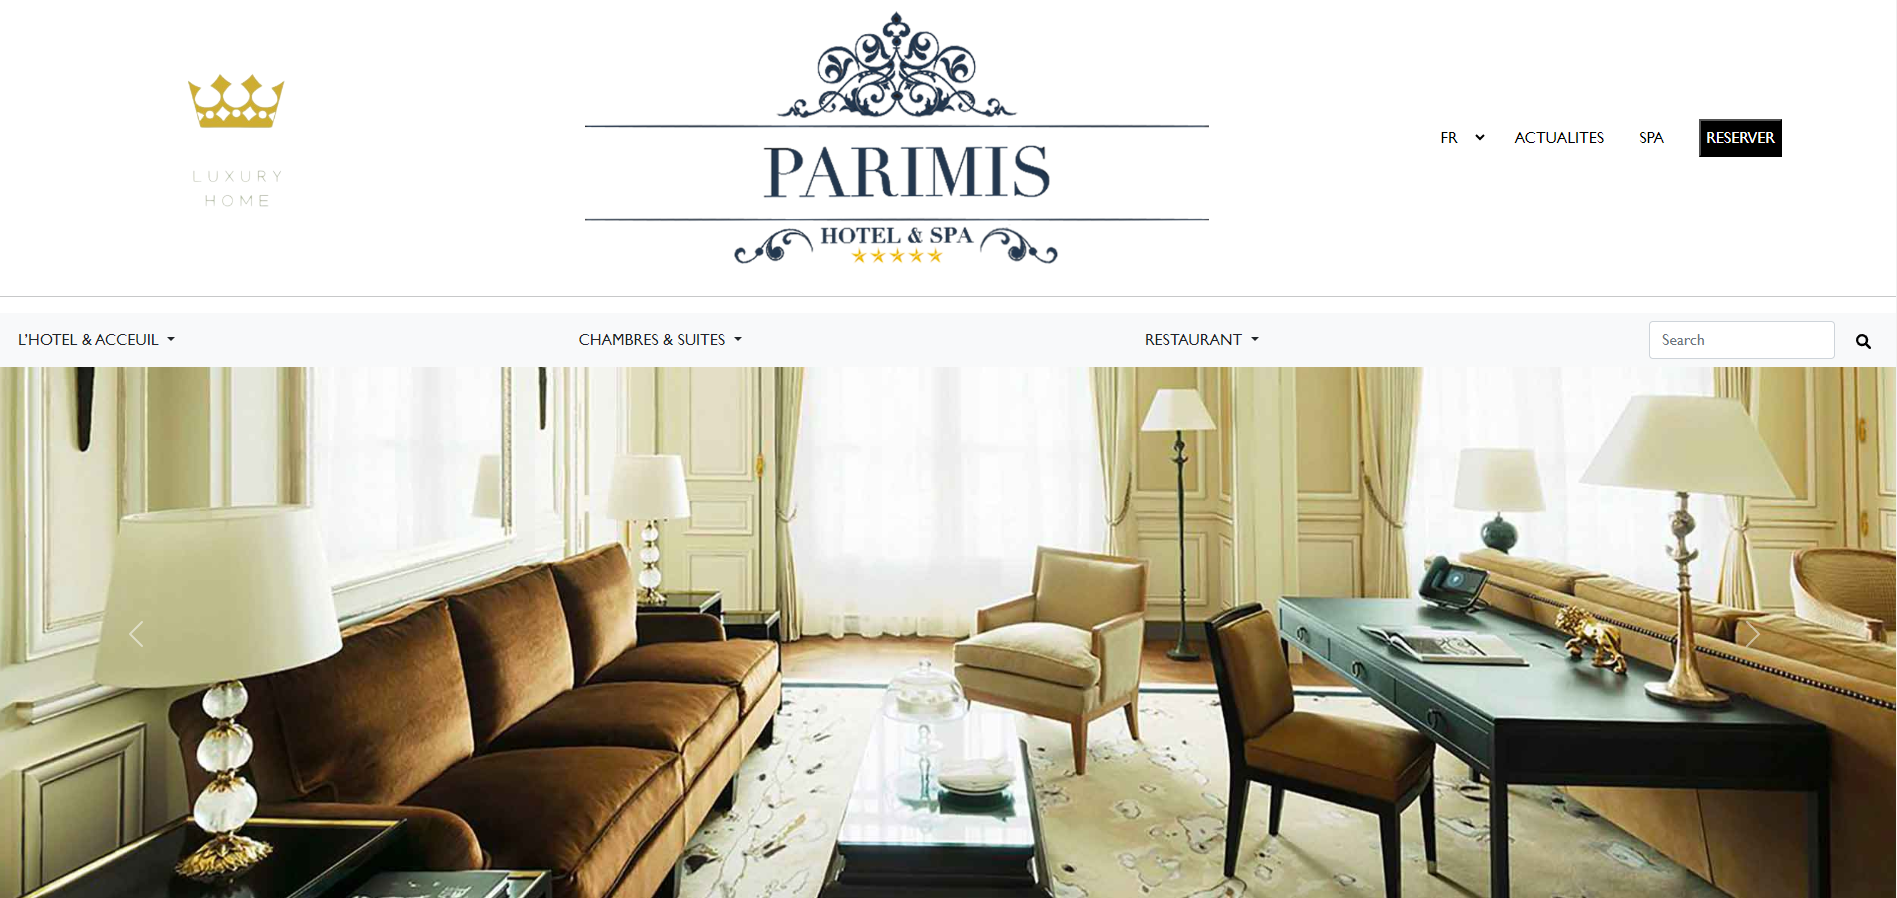 LUXURY
HOME
PARIMIS
HOTEL & SPA
FR
ACTUALITES
SPA
RESERVER
L'HOTEL & ACCEUIL
CHAMBRES & SUITES
RESTAURANT
Search